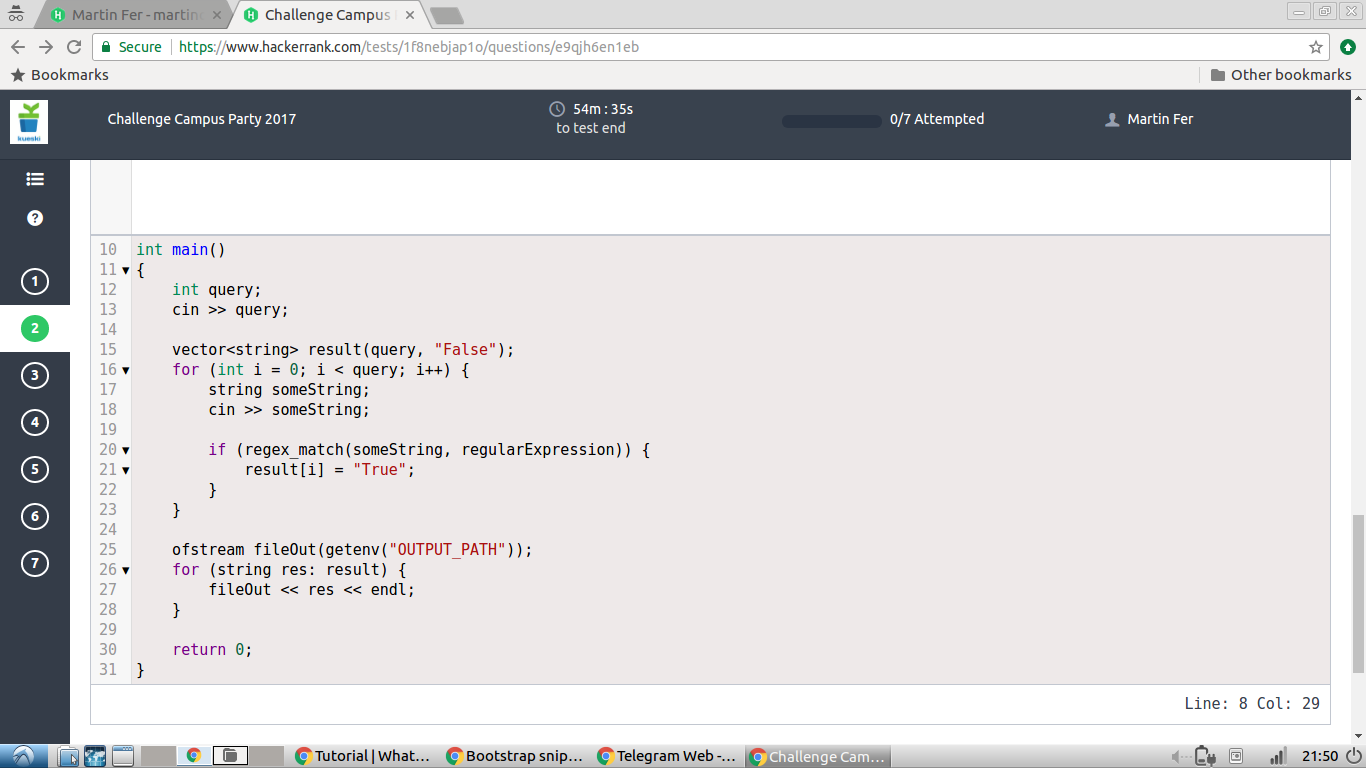 Martin Fer - martin
Challenge Campus
Secure
https://www.hackerrank.com/tests/1f8nebjap1o/questions/e9qjh6en1eb
Bookmarks
Other bookmarks
kueski
Challenge Campus Party 2017
54m : 35s
to test end
0/7 Attempted
Martin Fer
?
1
2
3
4
5
6
7
10 int main()
11 {
12 int query;
13 cin >> query;
14
15 vector<string> result(query, "False");
16 for (int i = 0; i < query; i++) {
17 string someString;
18 cin >> someString;
19
20 if (regex_match(someString, regularExpression)) {
21 result[i] = "True";
22 }
23 }
24
25 ofstream fileOut(getenv("OUTPUT_PATH"));
26 for (string res: result) {
27 fileOut << res << endl;
28 }
29
30 return 0;
31 }
Line: 8 Col: 29
Tutorial | What...
Bootstrap snip...
Telegram Web -...
Challenge Cam...
21:50